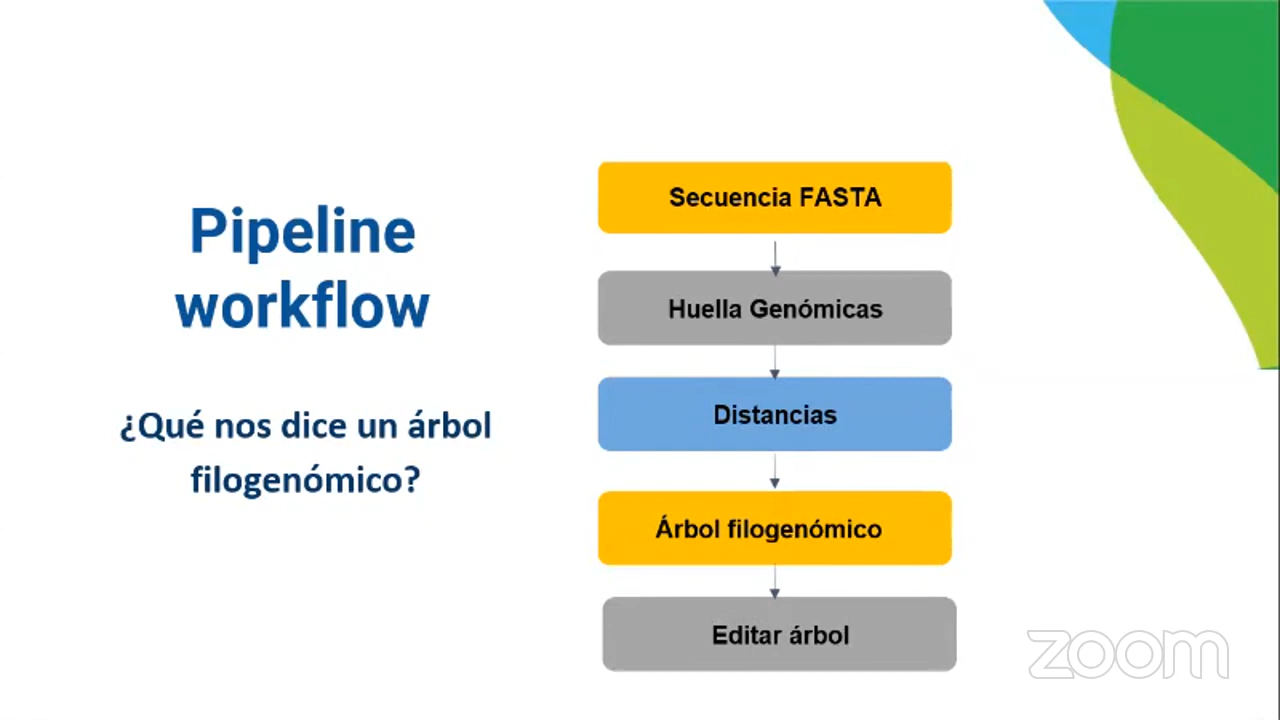 Pipeline
workflow
¿Qué nos dice un árbol
filogenómico?
Secuencia FASTA
Huella Genómicas
Distancias
Árbol filogenómico
Editar árbol
zoom